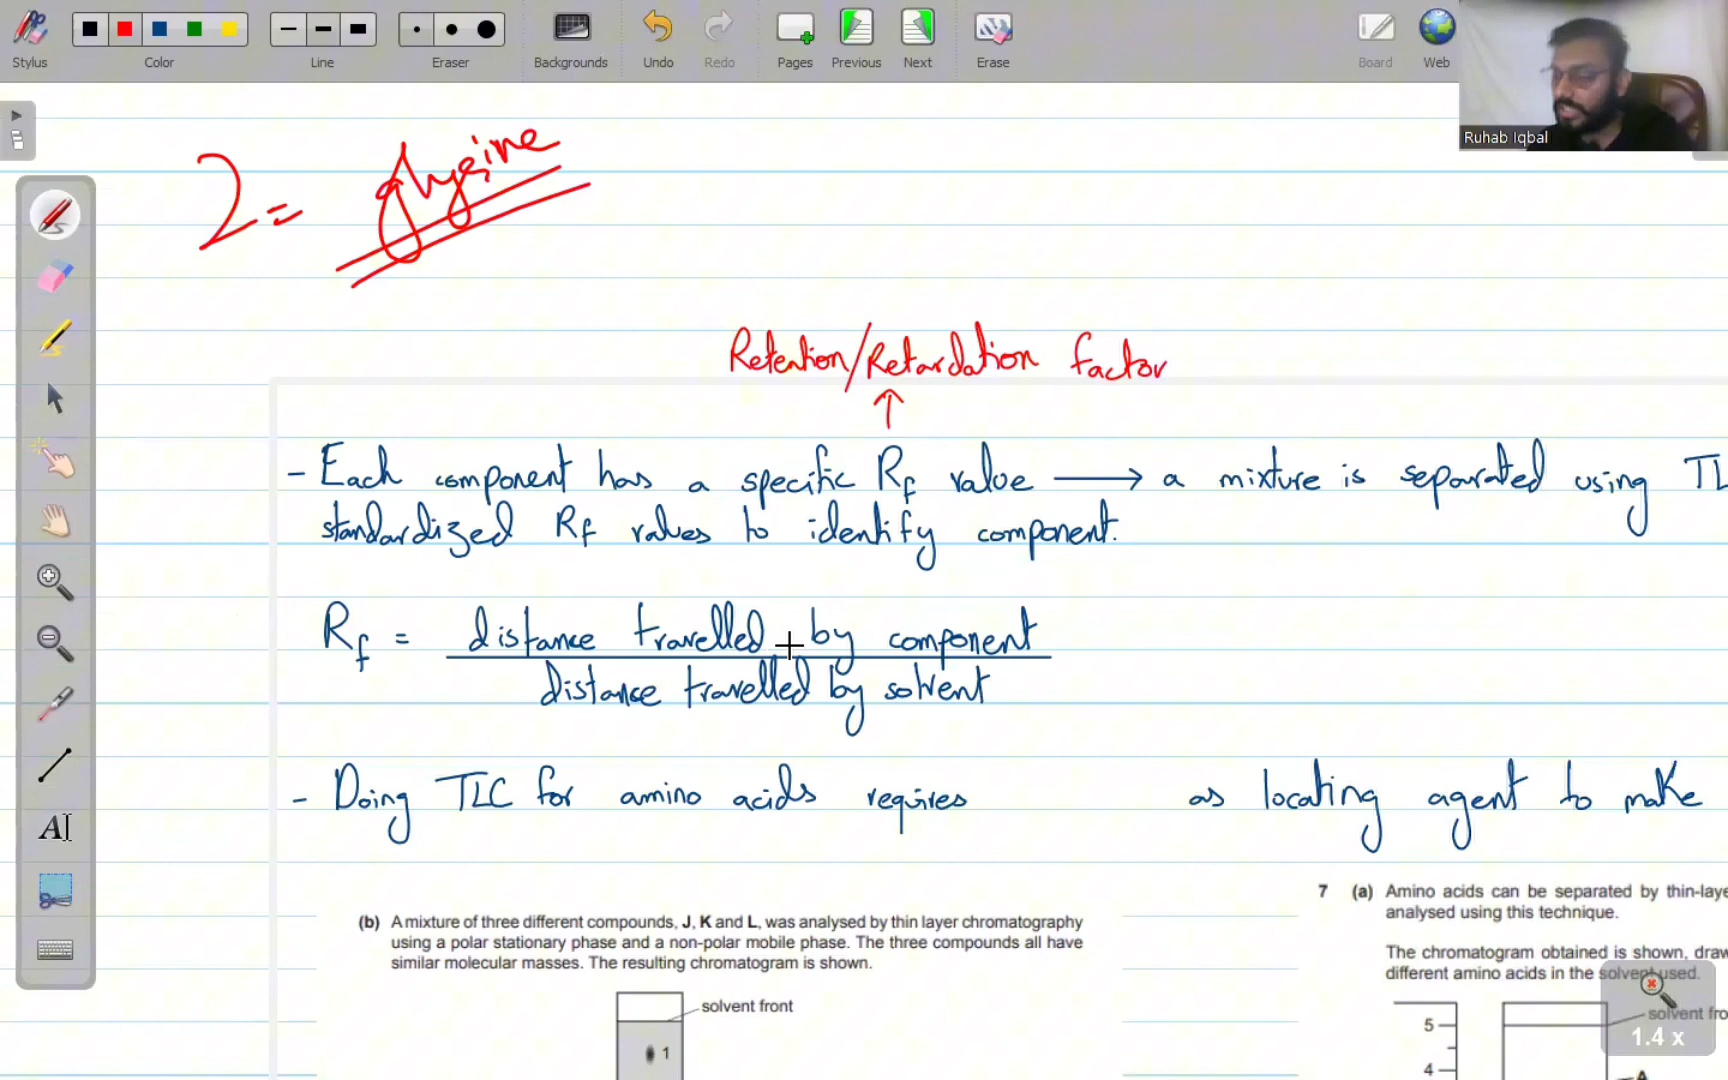 Stylus
Color
Line
Eraser
Backgrounds
Undo
Redo
Pages
Previous
Next
Erase
Board
Web
Ruhab Iqbal
2 = glycine
Retention/Retardation factor
- Each component has a specific Rf value → a mixture is separated using TL
standardized Rf values to identify component.
Rf = distance travelled by component
distance travelled by solvent
- Doing TLC for amino acids requires as locating agent to make
(b) A mixture of three different compounds, J, K and L, was analysed by thin layer chromatography
using a polar stationary phase and a non-polar mobile phase. The three compounds all have
similar molecular masses. The resulting chromatogram is shown.
solvent front
1
7 (a) Amino acids can be separated by thin-laye
analysed using this technique.
The chromatogram obtained is shown, draw
different amino acids in the solvent used.
solvent fro
5
4
A
1.4 x